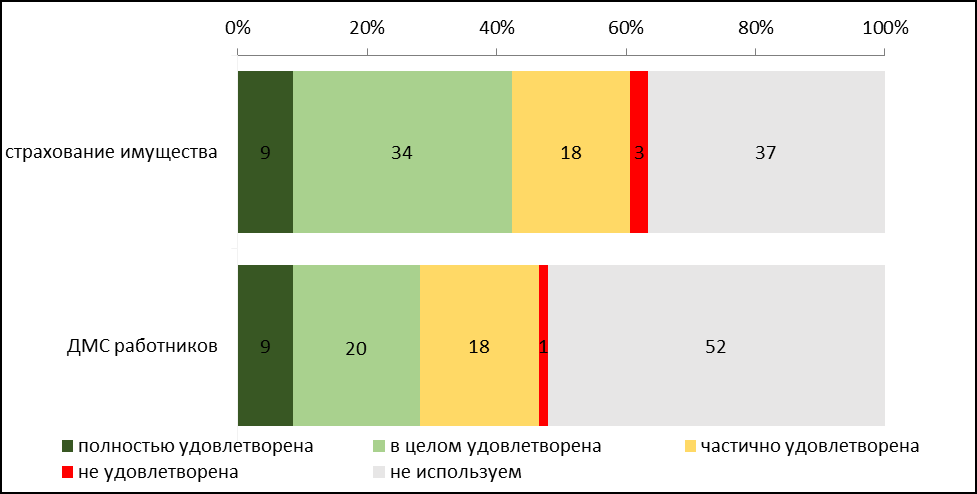 0% 20% 40% 60% 80% 100%
страхование имущества 9 34 18 3 37
ДМС работников 9 20 18 1 52
полностью удовлетворена в целом удовлетворена частично удовлетворена
не удовлетворена не используем